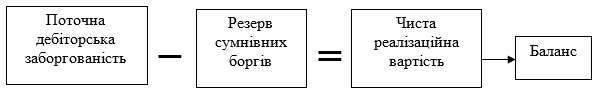 Поточна
дебіторська
заборгованість
–
Резерв
сумнівних
боргів
=
Чиста
реалізаційна
вартість
Баланс